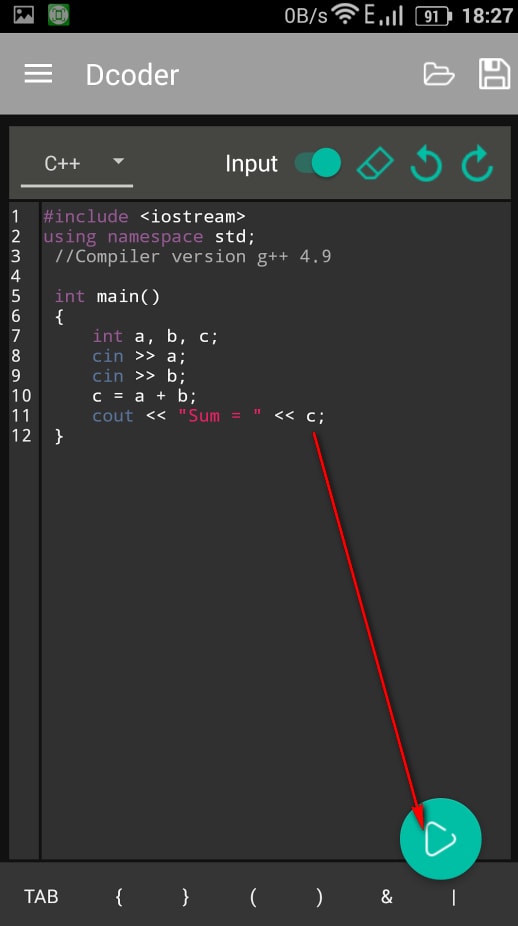 0B/s E 91 18:27
Dcoder
C++ Input
1 #include <iostream>
2 using namespace std;
3 //Compiler version g++ 4.9
4
5 int main()
6 {
7 int a, b, c;
8 cin >> a;
9 cin >> b;
10 c = a + b;
11 cout << "Sum = " << c;
12 }
TAB { } ( ) & |